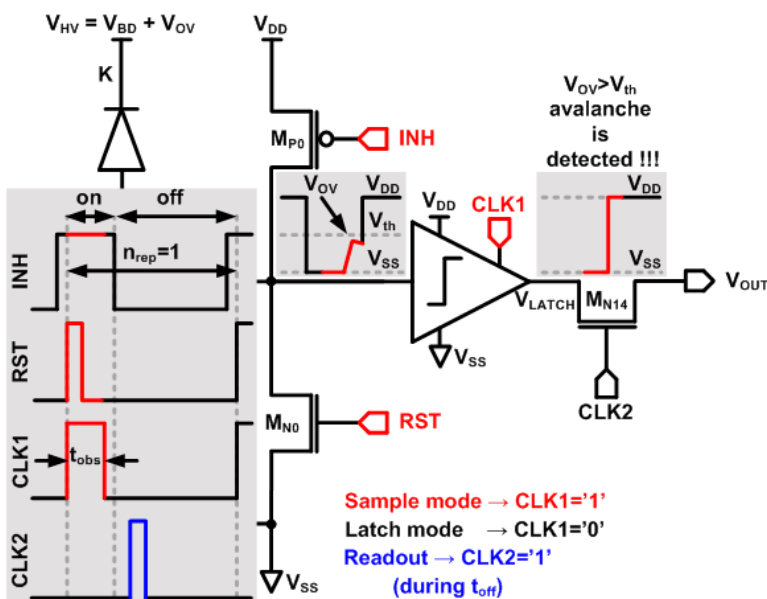 V_HV = V_BD + V_OV
V_DD
K
M_P0
INH
V_OV>V_th
avalanche
is
detected !!!
on
off
V_OV
V_DD
V_th
V_SS
V_DD
CLK1
V_DD
V_SS
n_rep=1
INH
V_LATCH
M_N14
V_OUT
V_SS
RST
CLK2
M_N0
RST
t_obs
CLK1
Sample mode → CLK1='1'
Latch mode → CLK1='0'
Readout → CLK2='1'
(during t_off)
CLK2
V_SS